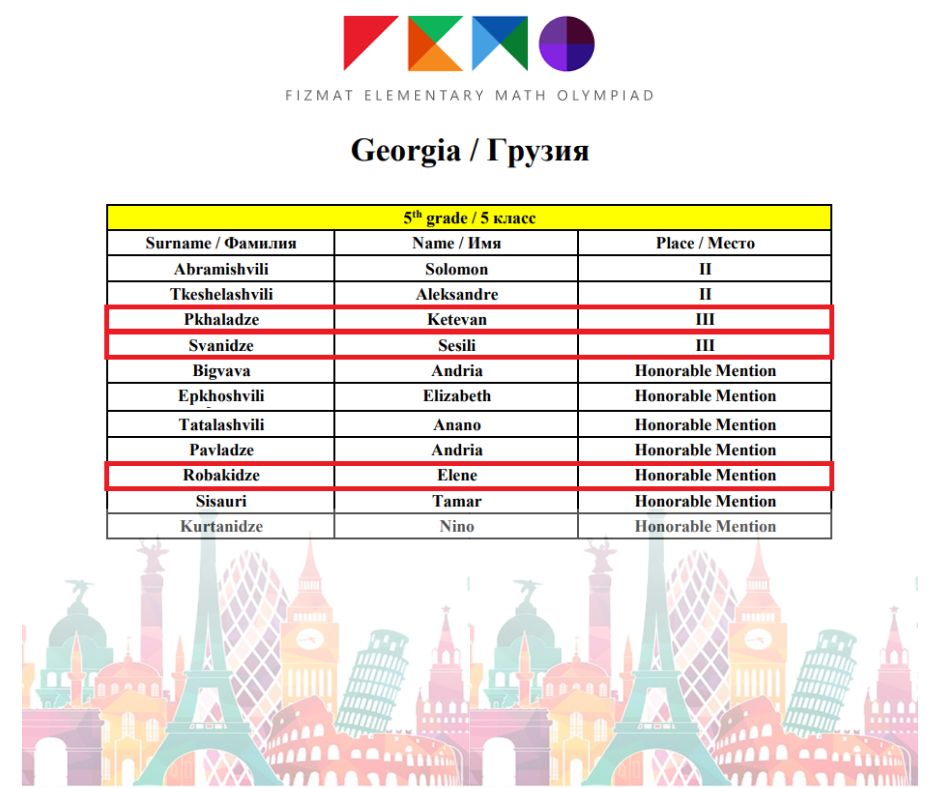 FIZMAT ELEMENTARY MATH OLYMPIAD
Georgia / Грузия
5th grade / 5 класс
Surname / Фамилия Name / Имя Place / Место
Abramishvili Solomon II
Tkeshelashvili Aleksandre II
Pkhaladze Ketevan III
Svanidze Sesili III
Bigvava Andria Honorable Mention
Epkhoshvili Elizabeth Honorable Mention
Tatalashvili Anano Honorable Mention
Pavladze Andria Honorable Mention
Robakidze Elene Honorable Mention
Sisauri Tamar Honorable Mention
Kurtanidze Nino Honorable Mention